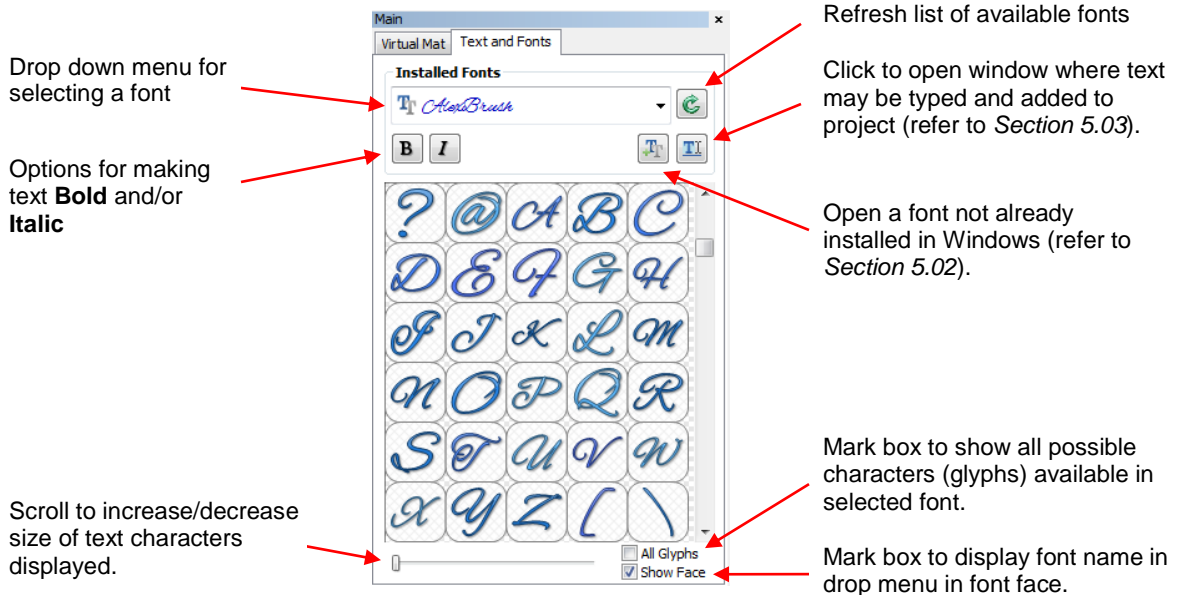 Drop down menu for
selecting a font
Options for making
text Bold and/or
Italic
Scroll to increase/decrease
size of text characters
displayed.
Main x
Virtual Mat Text and Fonts
Installed Fonts
AlexBrush
B I
? @ A B C
D E F G H
I J K L M
N O P Q R
S T U V W
X Y Z [ \
All Glyphs
Show Face
Refresh list of available fonts
Click to open window where text
may be typed and added to
project (refer to Section 5.03).
Open a font not already
installed in Windows (refer to
Section 5.02).
Mark box to show all possible
characters (glyphs) available in
selected font.
Mark box to display font name in
drop menu in font face.